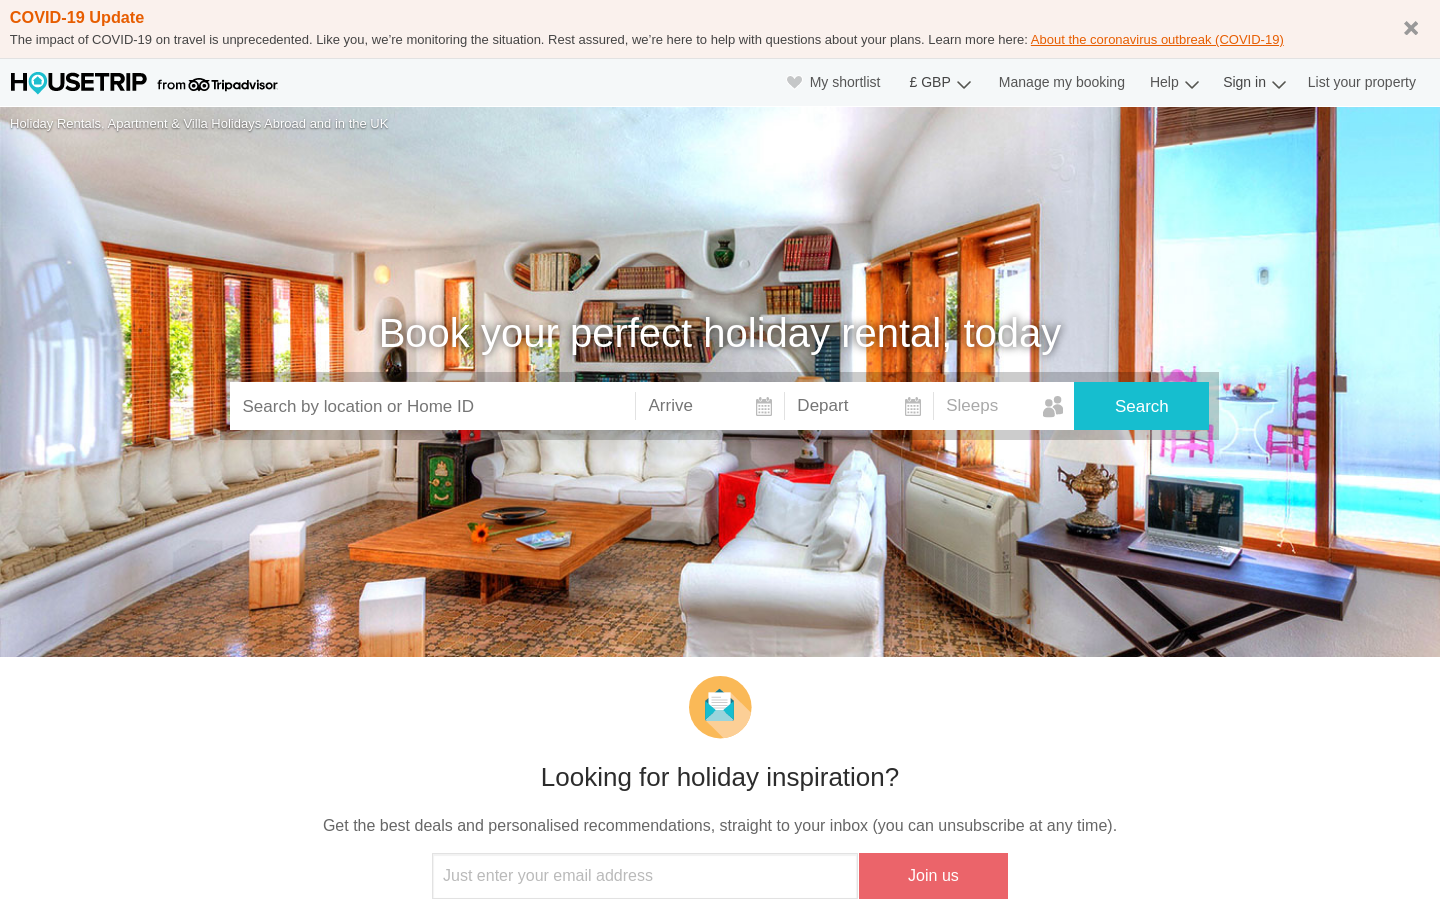 COVID-19 Update
The impact of COVID-19 on travel is unprecedented. Like you, we’re monitoring the situation. Rest assured, we’re here to help with questions about your plans. Learn more here: About the coronavirus outbreak (COVID-19)
HOUSETRIP from Tripadvisor
My shortlist
£ GBP
Manage my booking
Help
Sign in
List your property
Holiday Rentals, Apartment & Villa Holidays Abroad and in the UK
Book your perfect holiday rental, today
Search by location or Home ID
Arrive
Depart
Sleeps
Search
Looking for holiday inspiration?
Get the best deals and personalised recommendations, straight to your inbox (you can unsubscribe at any time).
Just enter your email address
Join us